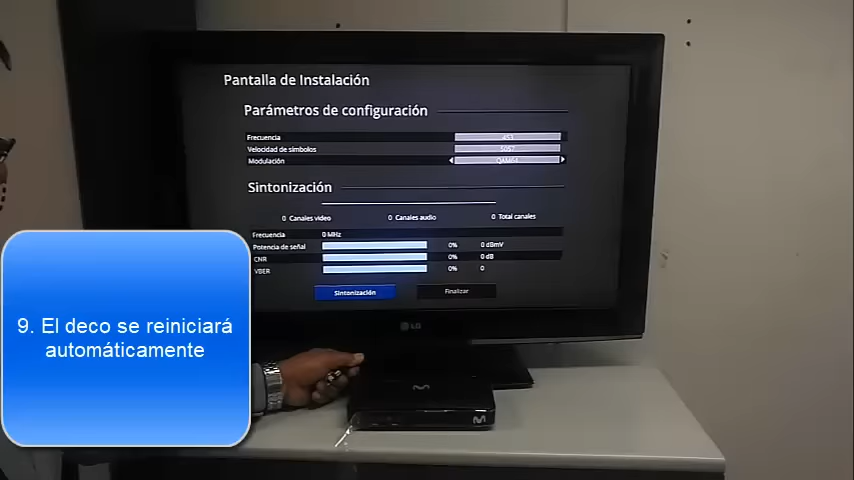 Pantalla de Instalación
Parámetros de configuración
Frecuencia
Velocidad de símbolos 5057
Modulación
Sintonización
0 Canales video 0 Canales audio 0 Total canales
Frecuencia 0 MHz
Potencia de señal 0% 0 dBmV
CNR 0% 0 dB
VBER 0% 0
Sintonización Finalizar
LG
9. El deco se reiniciará
automáticamente